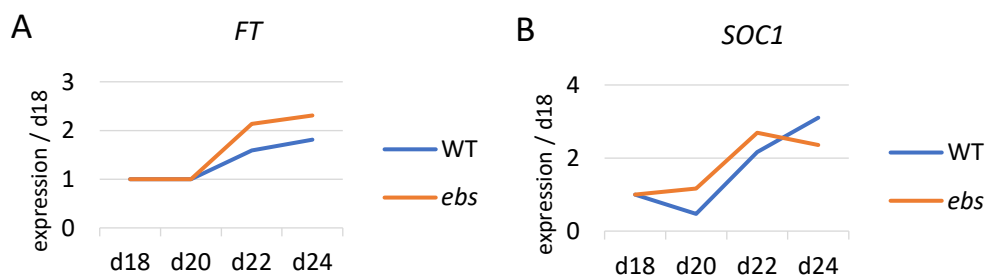 A
FT
expression / d18
3
2
1
0
d18 d20 d22 d24
WT
ebs
B
SOC1
expression / d18
4
2
0
d18 d20 d22 d24
WT
ebs